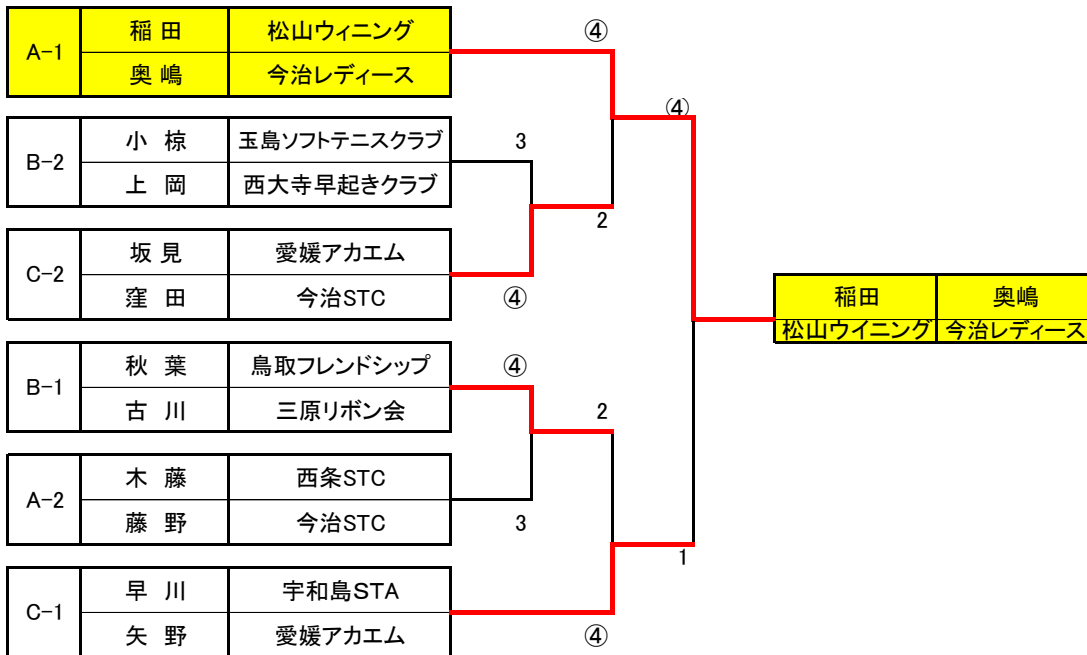 A-1 稲 田 松山ウィニング
奥 嶋 今治レディース
④
④
B-2 小 椋 玉島ソフトテニスクラブ
上 岡 西大寺早起きクラブ
3
2
C-2 坂 見 愛媛アカエム
窪 田 今治STC
④
稲田 奥嶋
松山ウイニング 今治レディース
B-1 秋 葉 鳥取フレンドシップ
古 川 三原リボン会
④
2
A-2 木 藤 西条STC
藤 野 今治STC
3
1
C-1 早 川 宇和島STA
矢 野 愛媛アカエム
④